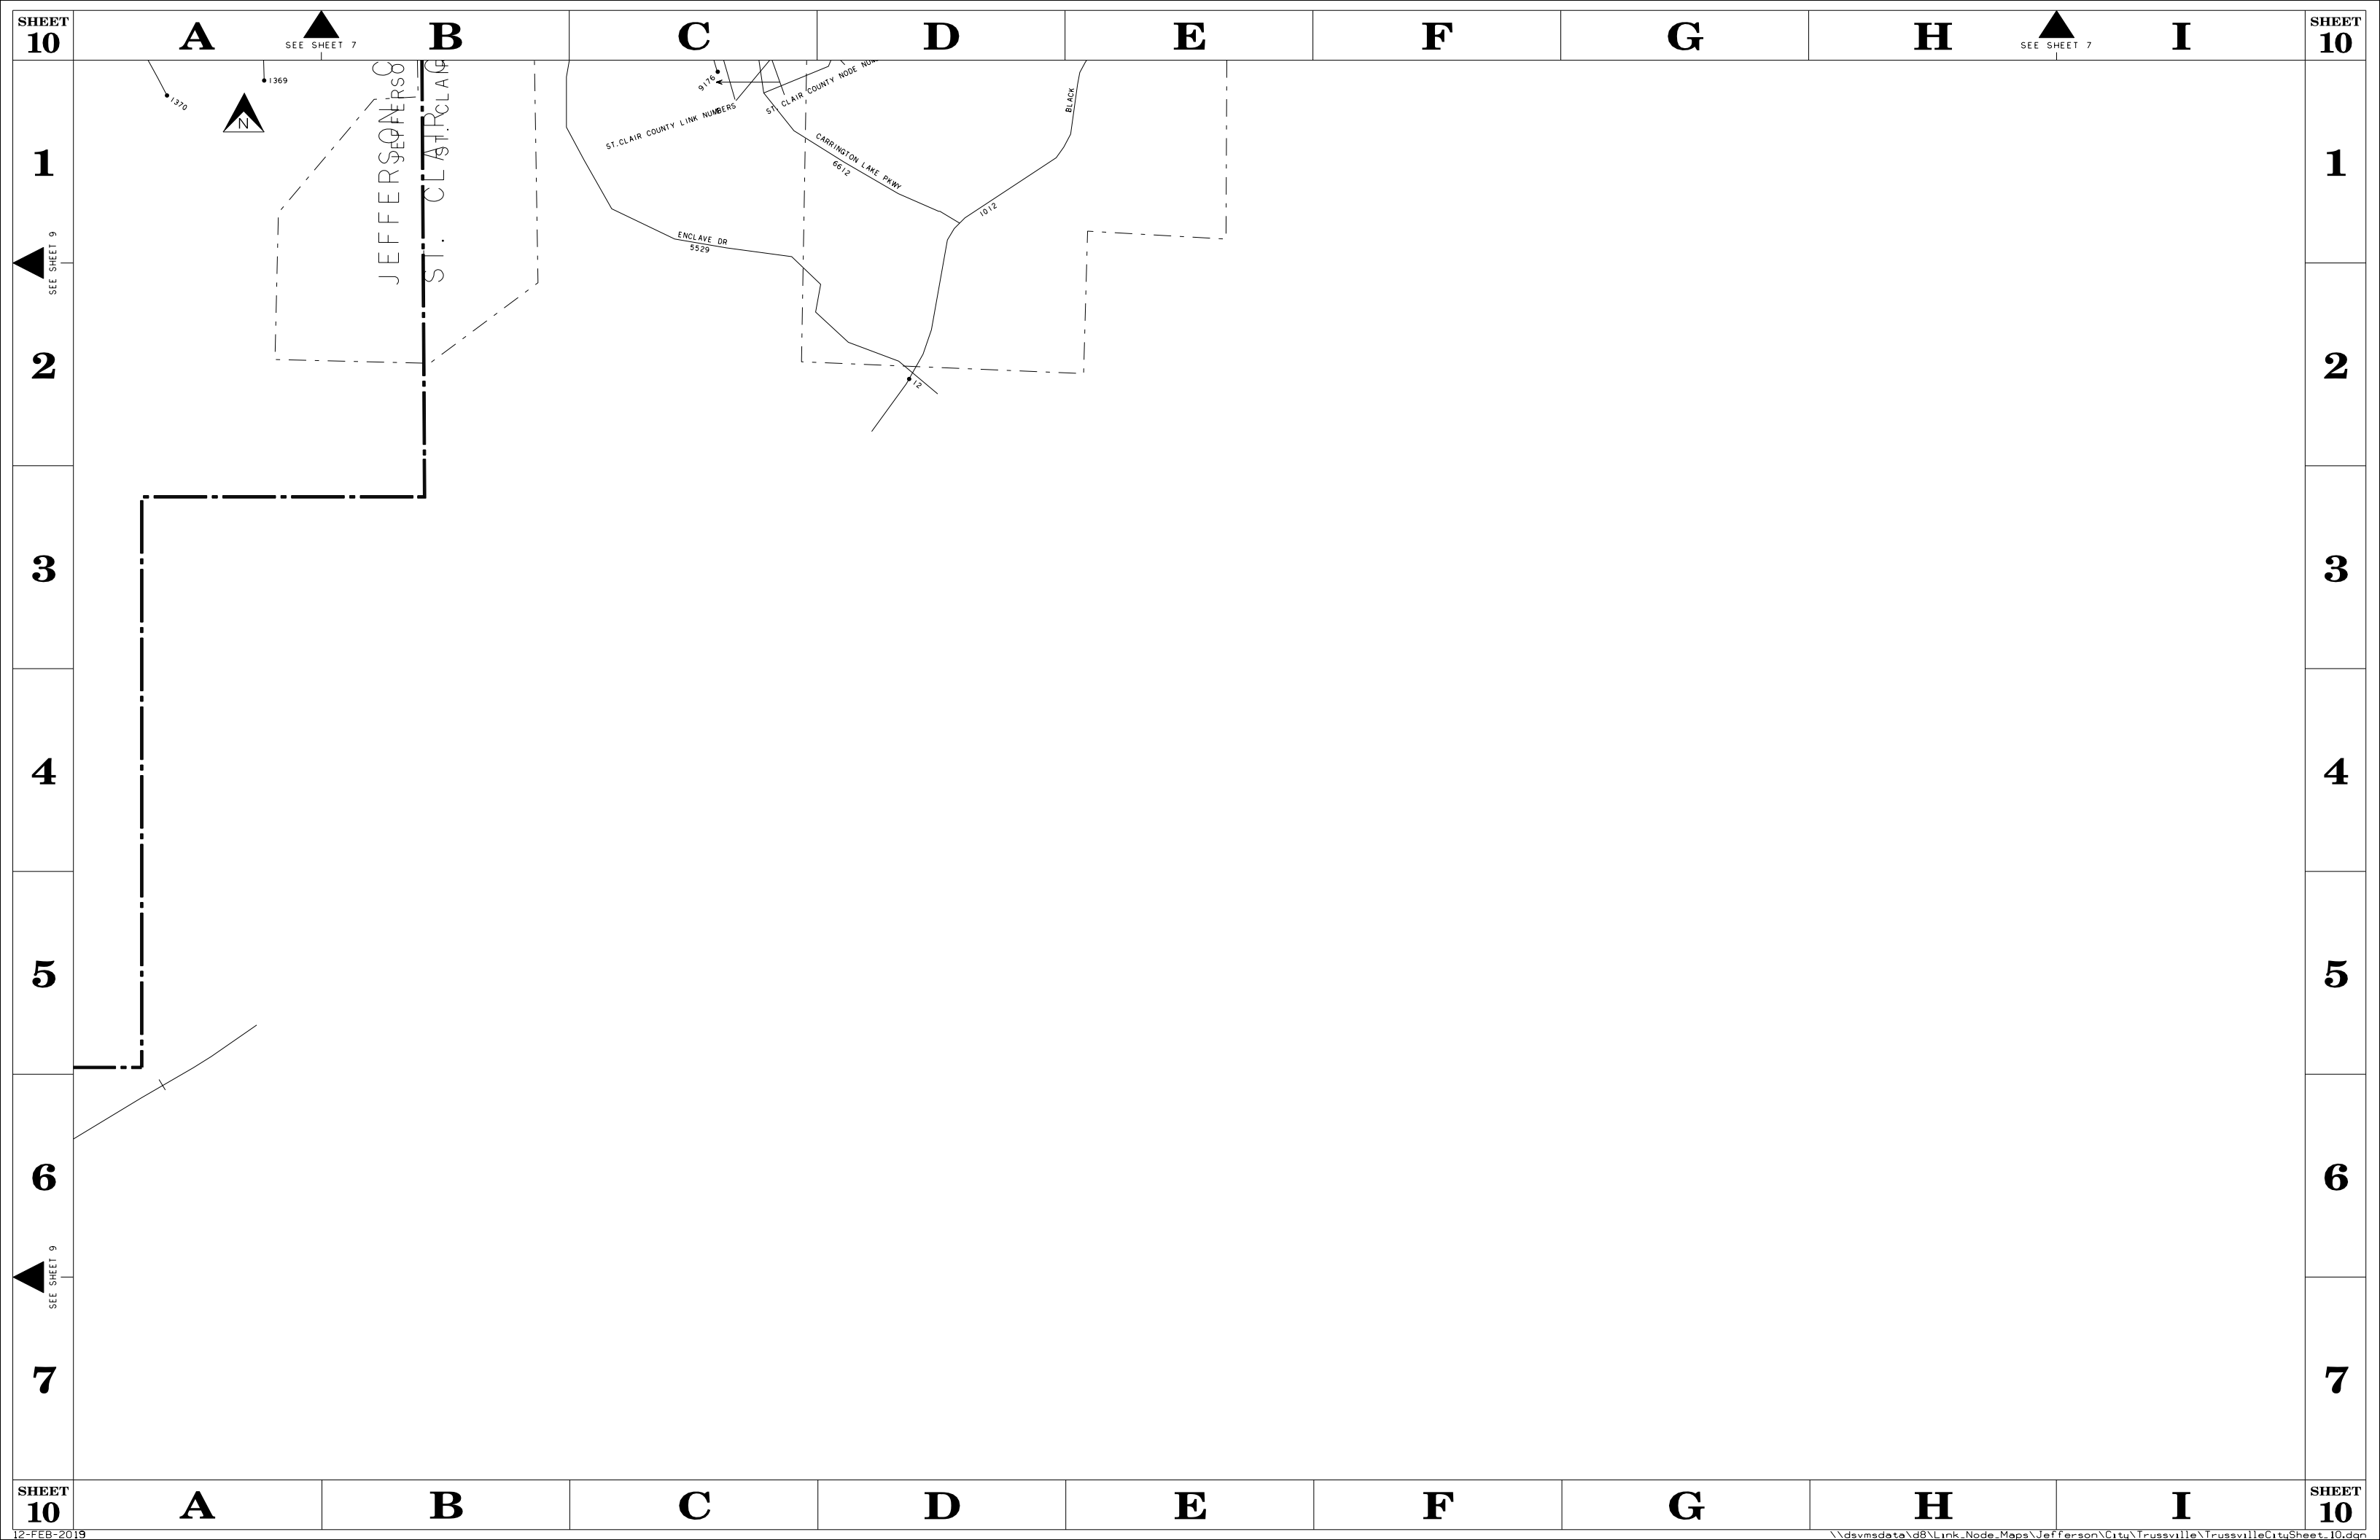 SHEET
10
A
SEE SHEET 7
B
C
D
E
F
G
H
SEE SHEET 7
I
SHEET
10
1370
1369
N
JEFFERSON C
JEFFERSO
ST. CLAIR C
ST. CLAIR
9176
ST.CLAIR COUNTY LINK NUMBERS
ST. CLAIR COUNTY NODE NUM
CARRINGTON LAKE PKWY
6612
BLACK
1012
ENCLAVE DR
5529
12
1
1
SEE SHEET 9
2
2
3
3
4
4
5
5
6
6
SEE SHEET 9
7
7
SHEET
10
A
B
C
D
E
F
G
H
I
SHEET
10
12-FEB-2019
\\dsvmsdata\d8\Link_Node_Maps\Jefferson\City\Trussville\TrussvilleCitySheet_10.dgn